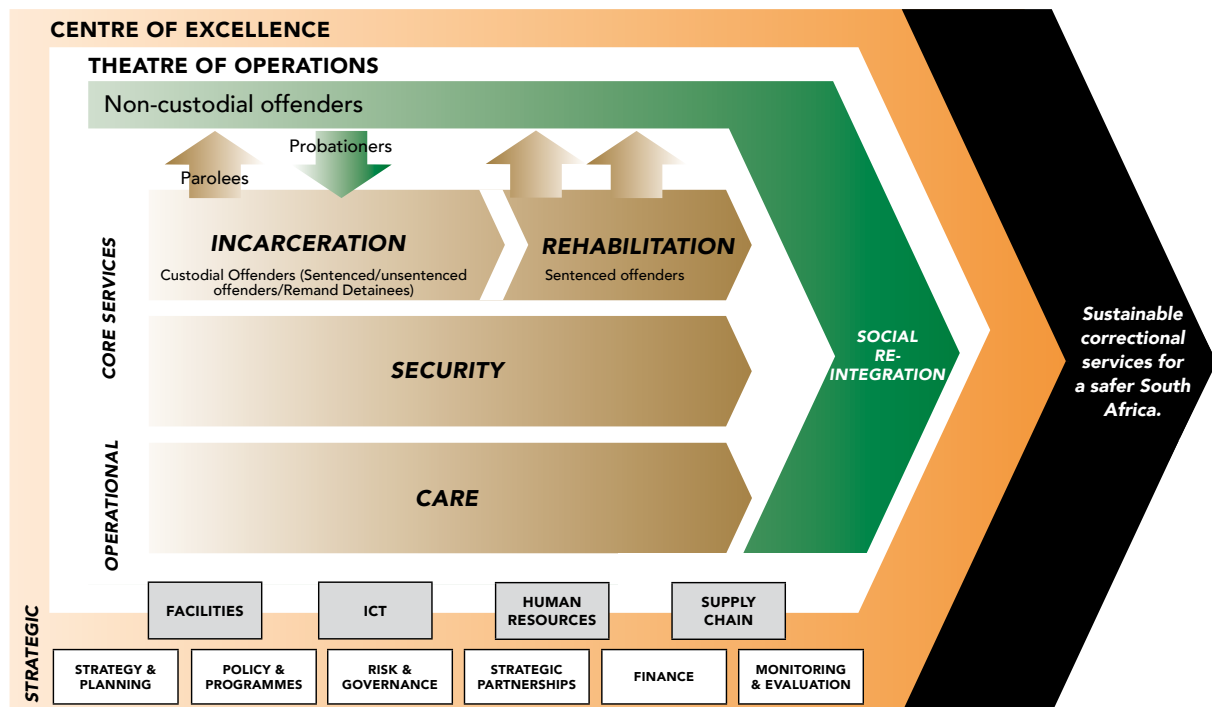 CENTRE OF EXCELLENCE
THEATRE OF OPERATIONS
Non-custodial offenders
Parolees
Probationers
CORE SERVICES
INCARCERATION
Custodial Offenders (Sentenced/unsentenced
offenders/Remand Detainees)
REHABILITATION
Sentenced offenders
SECURITY
OPERATIONAL
CARE
SOCIAL
RE-
INTEGRATION
Sustainable
correctional
services for
a safer South
Africa.
FACILITIES
ICT
HUMAN
RESOURCES
SUPPLY
CHAIN
STRATEGIC
STRATEGY &
PLANNING
POLICY &
PROGRAMMES
RISK &
GOVERNANCE
STRATEGIC
PARTNERSHIPS
FINANCE
MONITORING
& EVALUATION